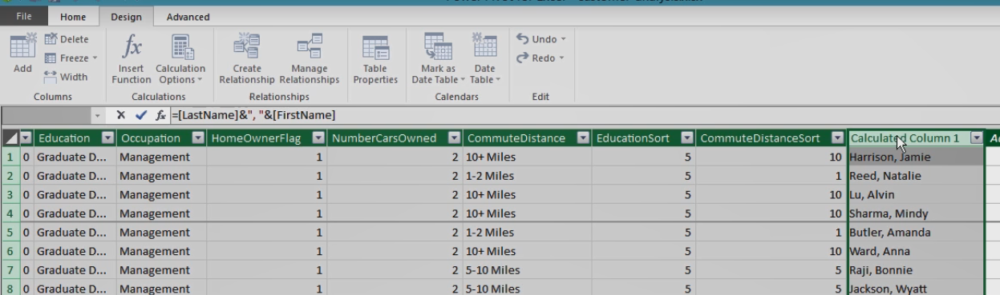 File Home Design Advanced
Add
Delete
Freeze
Width
Columns
Insert Function
Calculation Options
Calculations
Create Relationship
Manage Relationships
Relationships
Table Properties
Mark as Date Table
Date Table
Calendars
Undo
Redo
Edit
fx =[LastName]&", "&[FirstName]
Education Occupation HomeOwnerFlag NumberCarsOwned CommuteDistance EducationSort CommuteDistanceSort Calculated Column 1
1 0 Graduate D... Management 1 2 10+ Miles 5 10 Harrison, Jamie
2 0 Graduate D... Management 1 2 1-2 Miles 5 1 Reed, Natalie
3 0 Graduate D... Management 1 2 10+ Miles 5 10 Lu, Alvin
4 0 Graduate D... Management 1 2 10+ Miles 5 10 Sharma, Mindy
5 0 Graduate D... Management 1 2 1-2 Miles 5 1 Butler, Amanda
6 0 Graduate D... Management 1 2 10+ Miles 5 10 Ward, Anna
7 0 Graduate D... Management 1 2 5-10 Miles 5 5 Raji, Bonnie
8 0 Graduate D... Management 1 2 5-10 Miles 5 5 Jackson, Wyatt